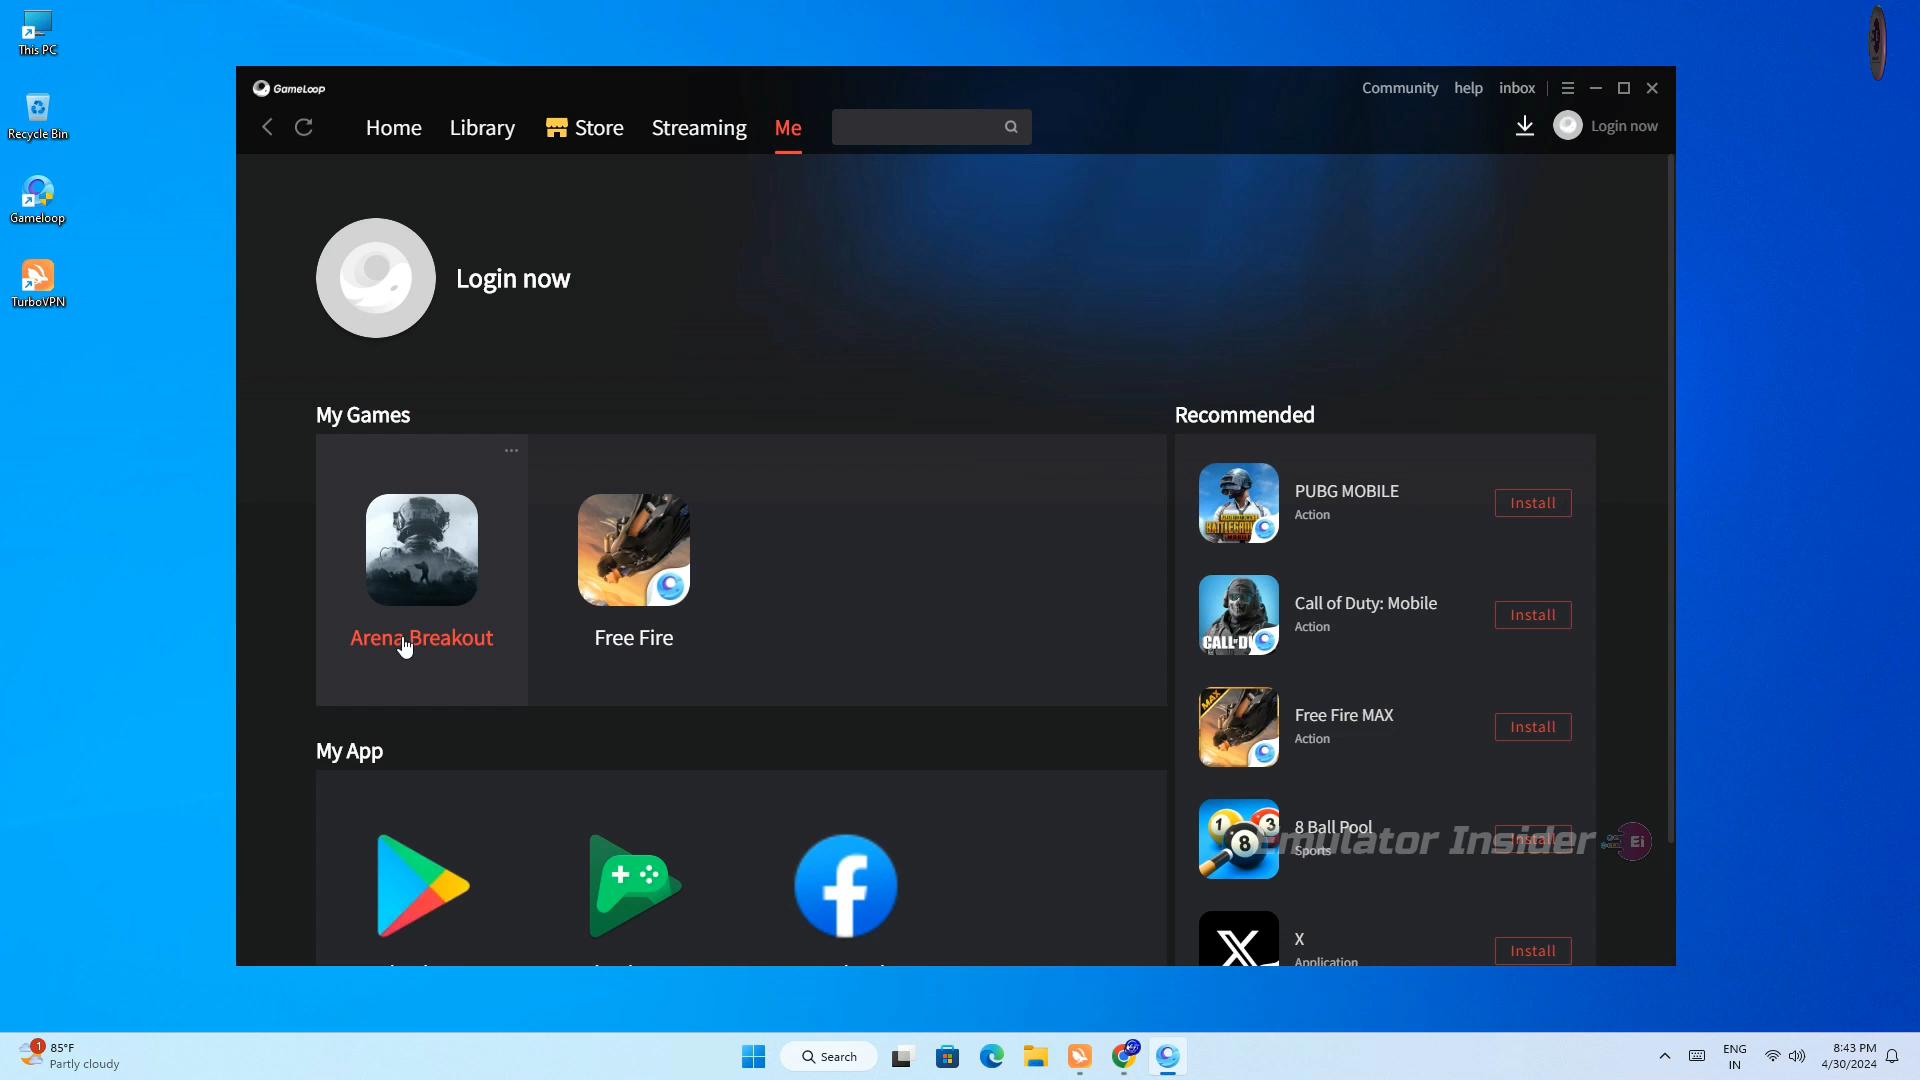 This PC
Recycle Bin
Gameloop
TurboVPN
GameLoop
Community help inbox
Home Library Store Streaming Me
Login now
Login now
My Games
Arena Breakout
Free Fire
My App
Recommended
PUBG MOBILE
Action
Install
Call of Duty: Mobile
Action
Install
Free Fire MAX
Action
Install
8 Ball Pool
Sports
Install
X
Application
Install
Emulator Insider
Ei
1
85°F
Partly cloudy
Search
ENG
IN
8:43 PM
4/30/2024